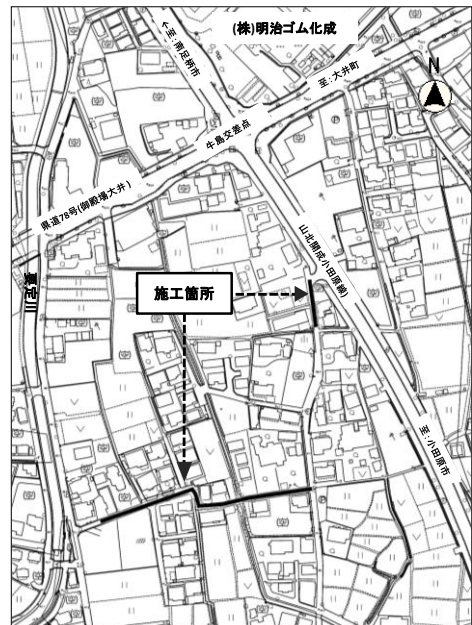 (株)明治ゴム化成
←至:南足柄市
至:大井町
N
牛島交差点
県道78号(御殿場大井)
山北開成小田原線)
要定川
施工箇所
至:小田原市